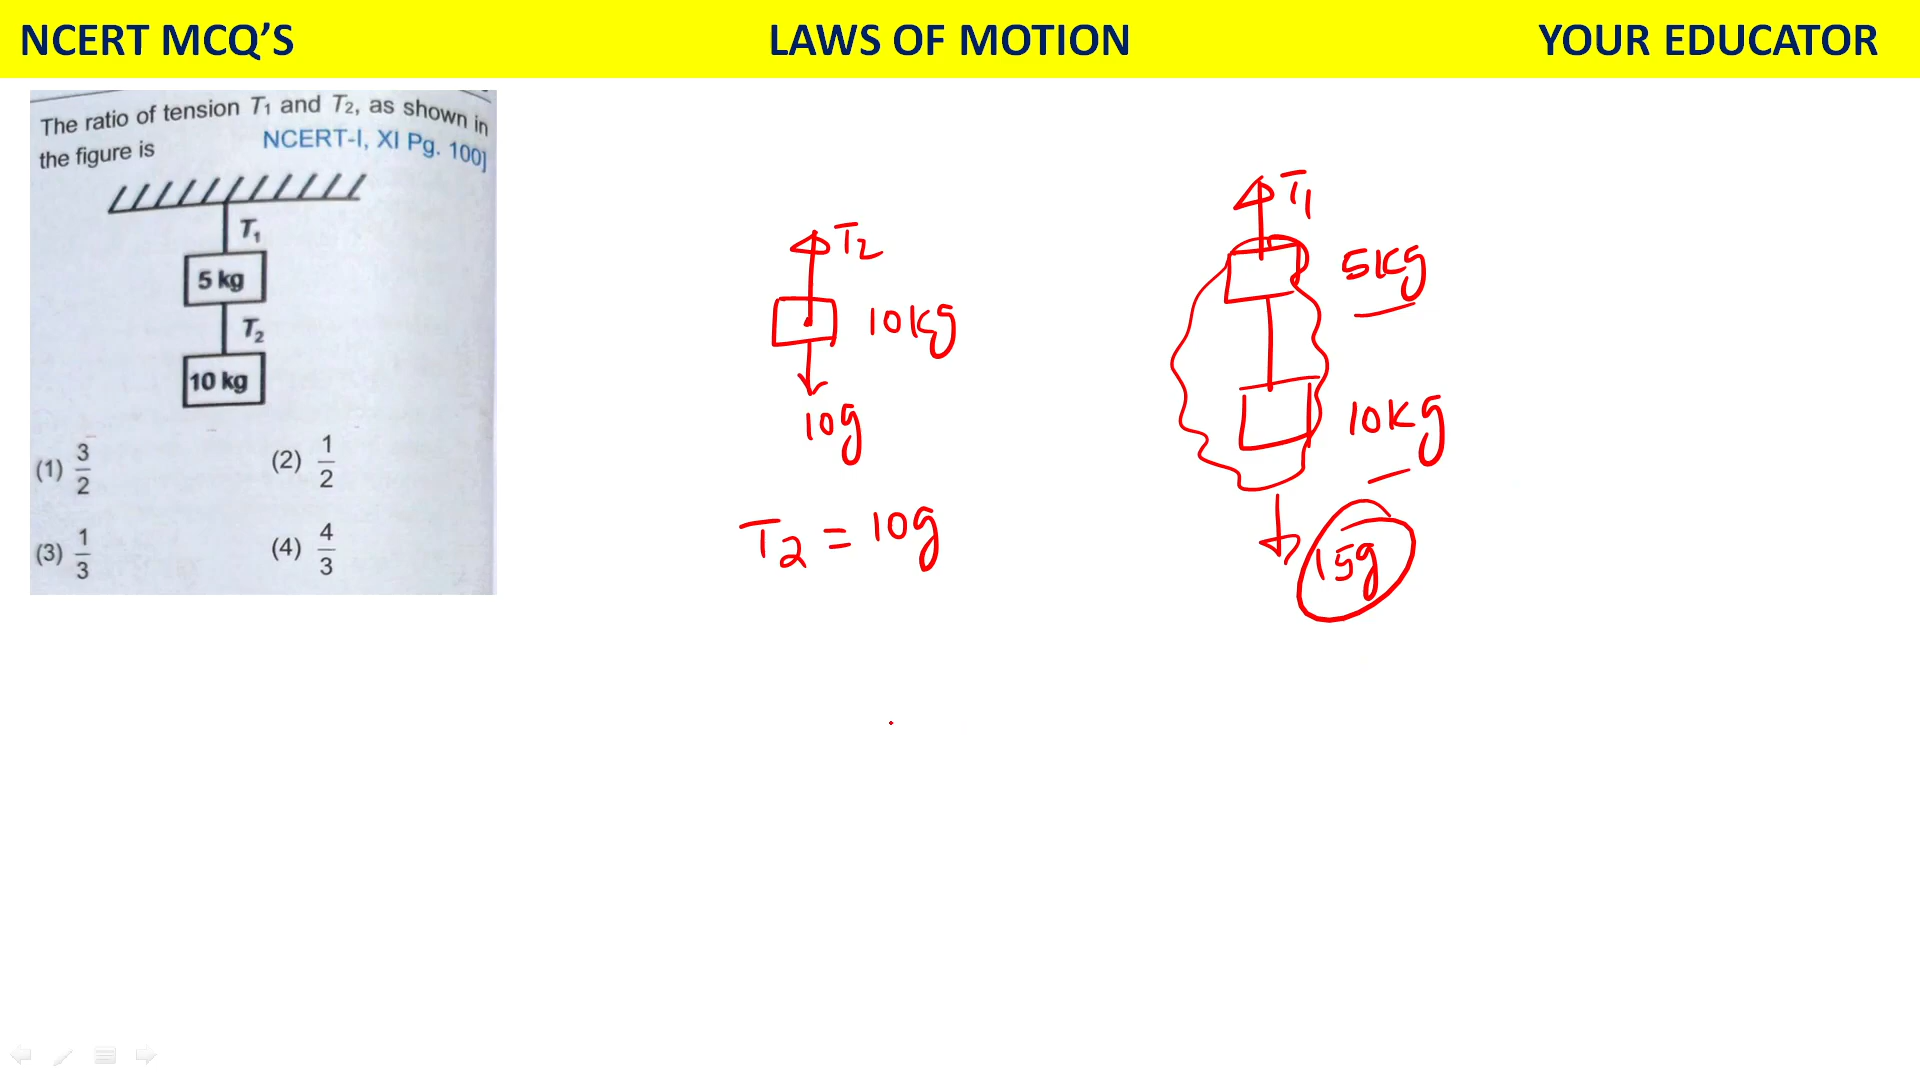 NCERT MCQ’S
LAWS OF MOTION
YOUR EDUCATOR
The ratio of tension T1 and T2, as shown in
the figure is
NCERT-I, XI Pg. 100]
T1
5 kg
T2
10 kg
(1) 3/2
(2) 1/2
(3) 1/3
(4) 4/3
T2
10kg
10g
T2 = 10g
T1
5kg
10kg
15g